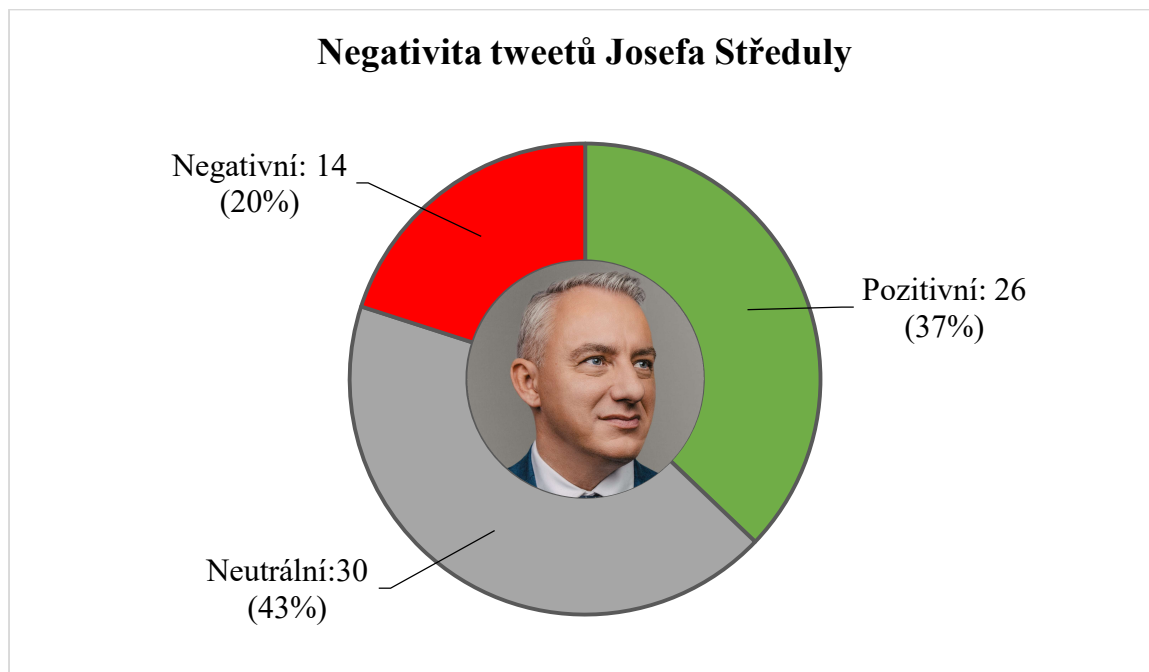 Negativita tweetů Josefa Středuly
Negativní: 14
(20%)
Pozitivní: 26
(37%)
Neutrální:30
(43%)